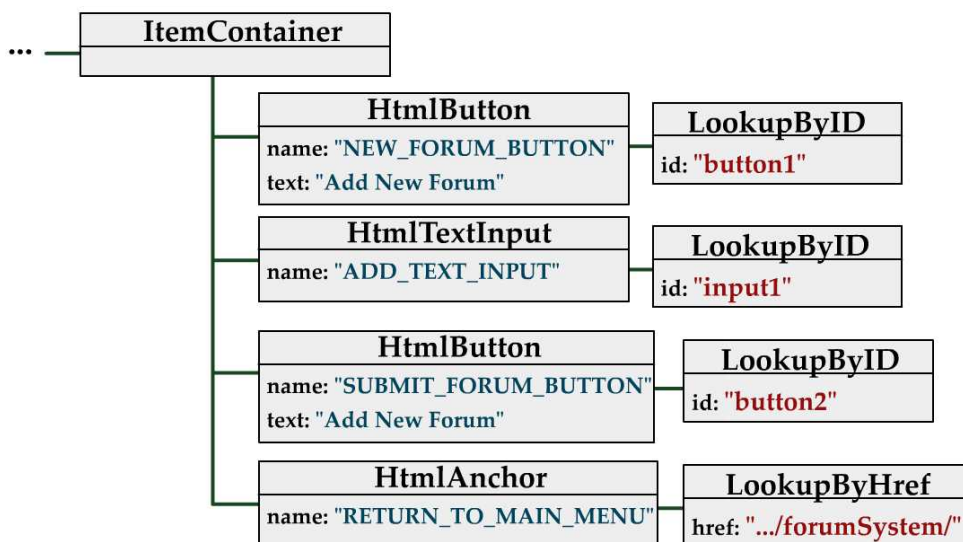 ...
ItemContainer
HtmlButton
name: "NEW_FORUM_BUTTON"
text: "Add New Forum"
LookupByID
id: "button1"
HtmlTextInput
name: "ADD_TEXT_INPUT"
LookupByID
id: "input1"
HtmlButton
name: "SUBMIT_FORUM_BUTTON"
text: "Add New Forum"
LookupByID
id: "button2"
HtmlAnchor
name: "RETURN_TO_MAIN_MENU"
LookupByHref
href: ".../forumSystem/"